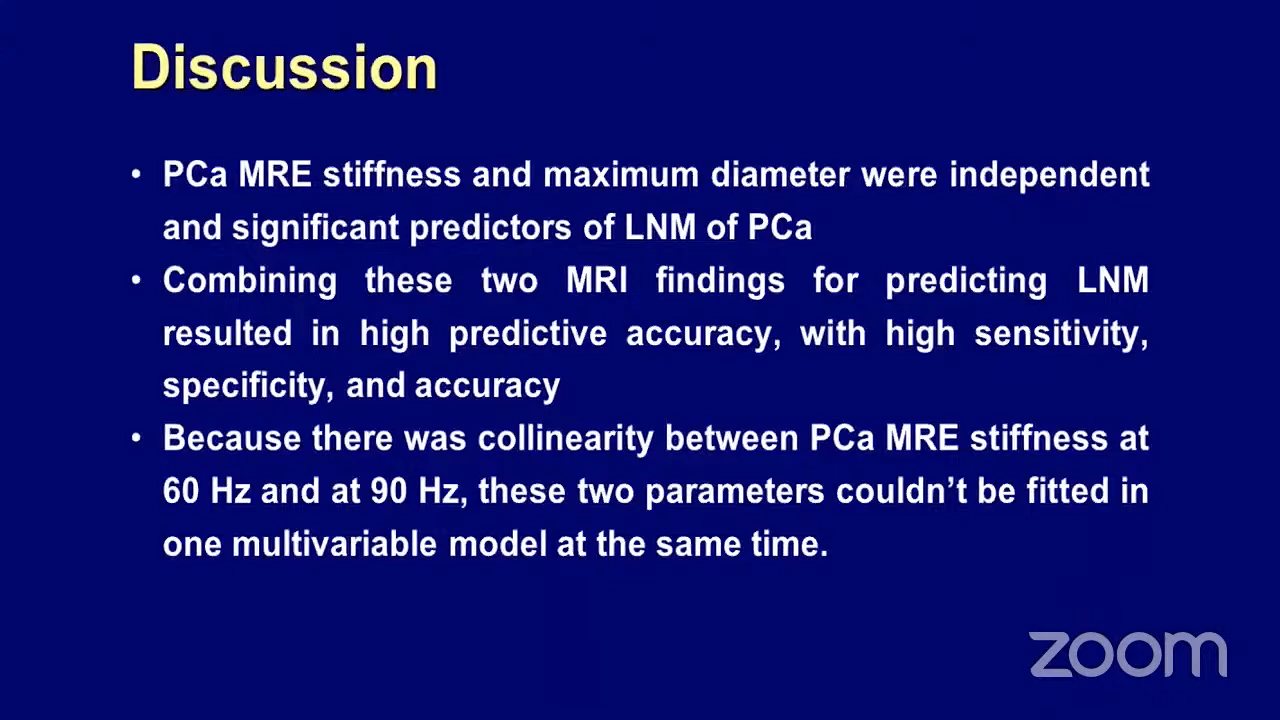 Discussion
• PCa MRE stiffness and maximum diameter were independent
and significant predictors of LNM of PCa
• Combining these two MRI findings for predicting LNM
resulted in high predictive accuracy, with high sensitivity,
specificity, and accuracy
• Because there was collinearity between PCa MRE stiffness at
60 Hz and at 90 Hz, these two parameters couldn’t be fitted in
one multivariable model at the same time.
zoom